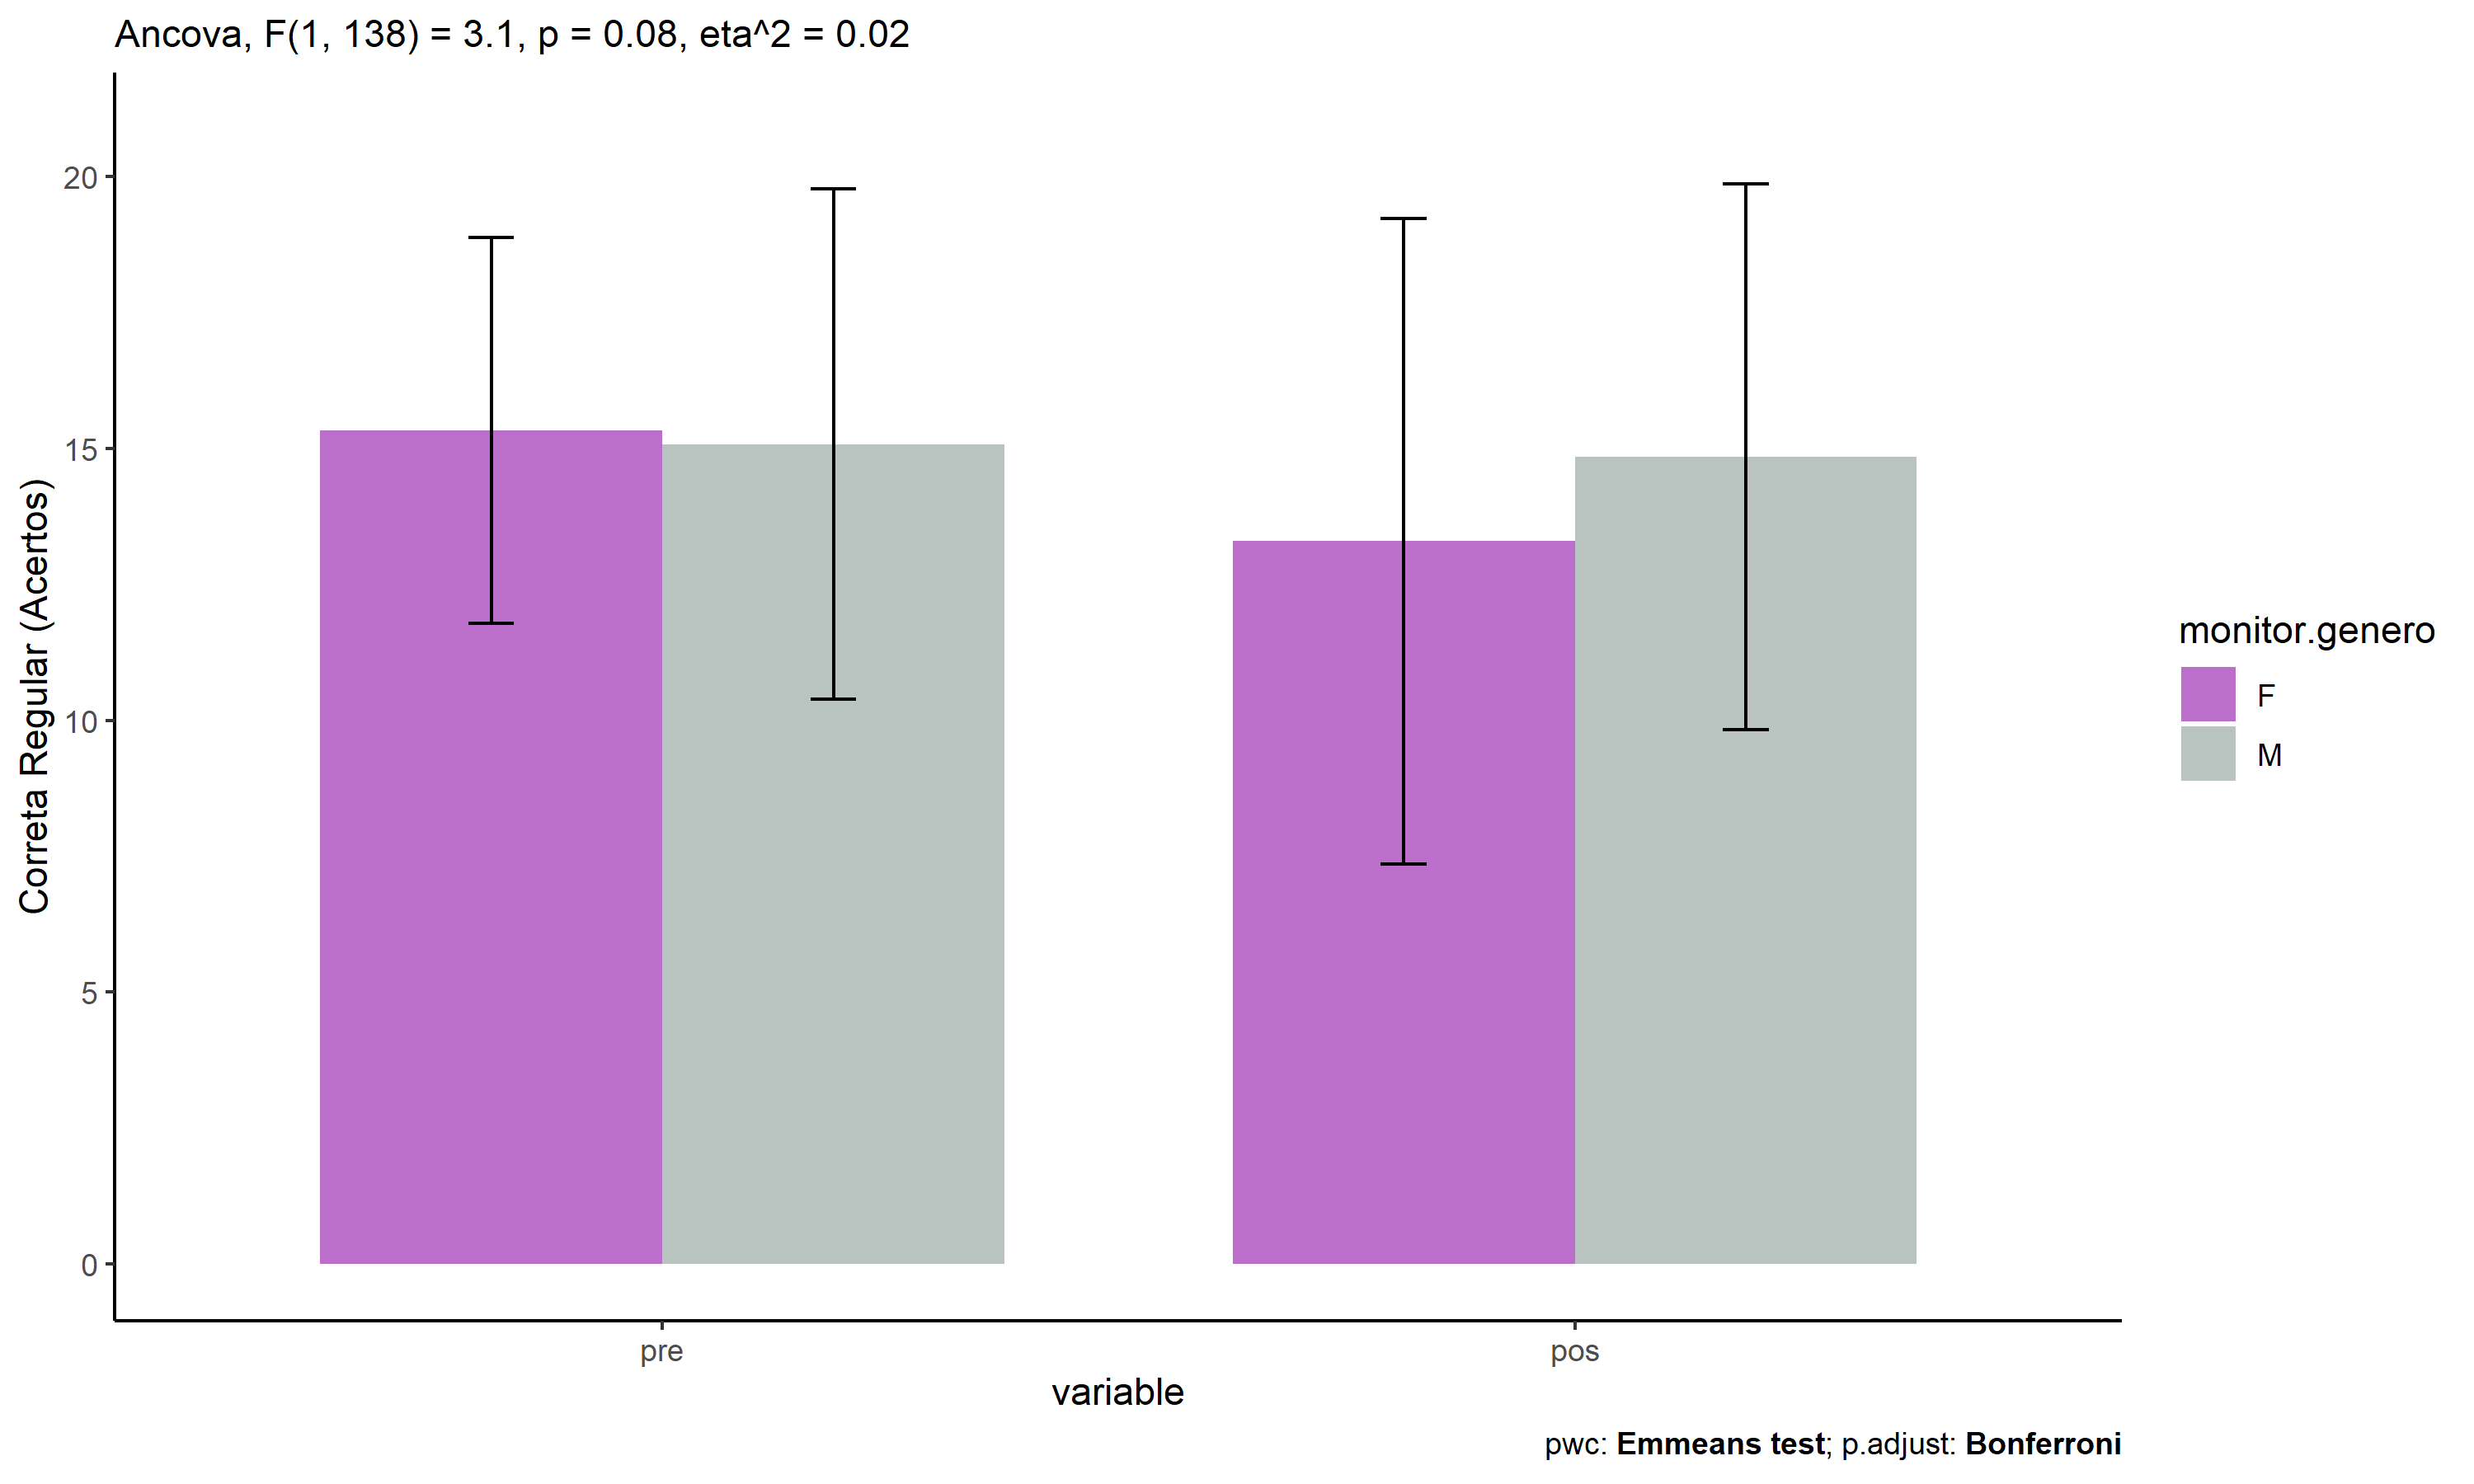 Ancova, F(1, 138) = 3.1, p = 0.08, eta^2 = 0.02
Correta Regular (Acertos)
20
15
10
5
0
pre
pos
variable
monitor.genero
F
M
pwc: Emmeans test; p.adjust: Bonferroni